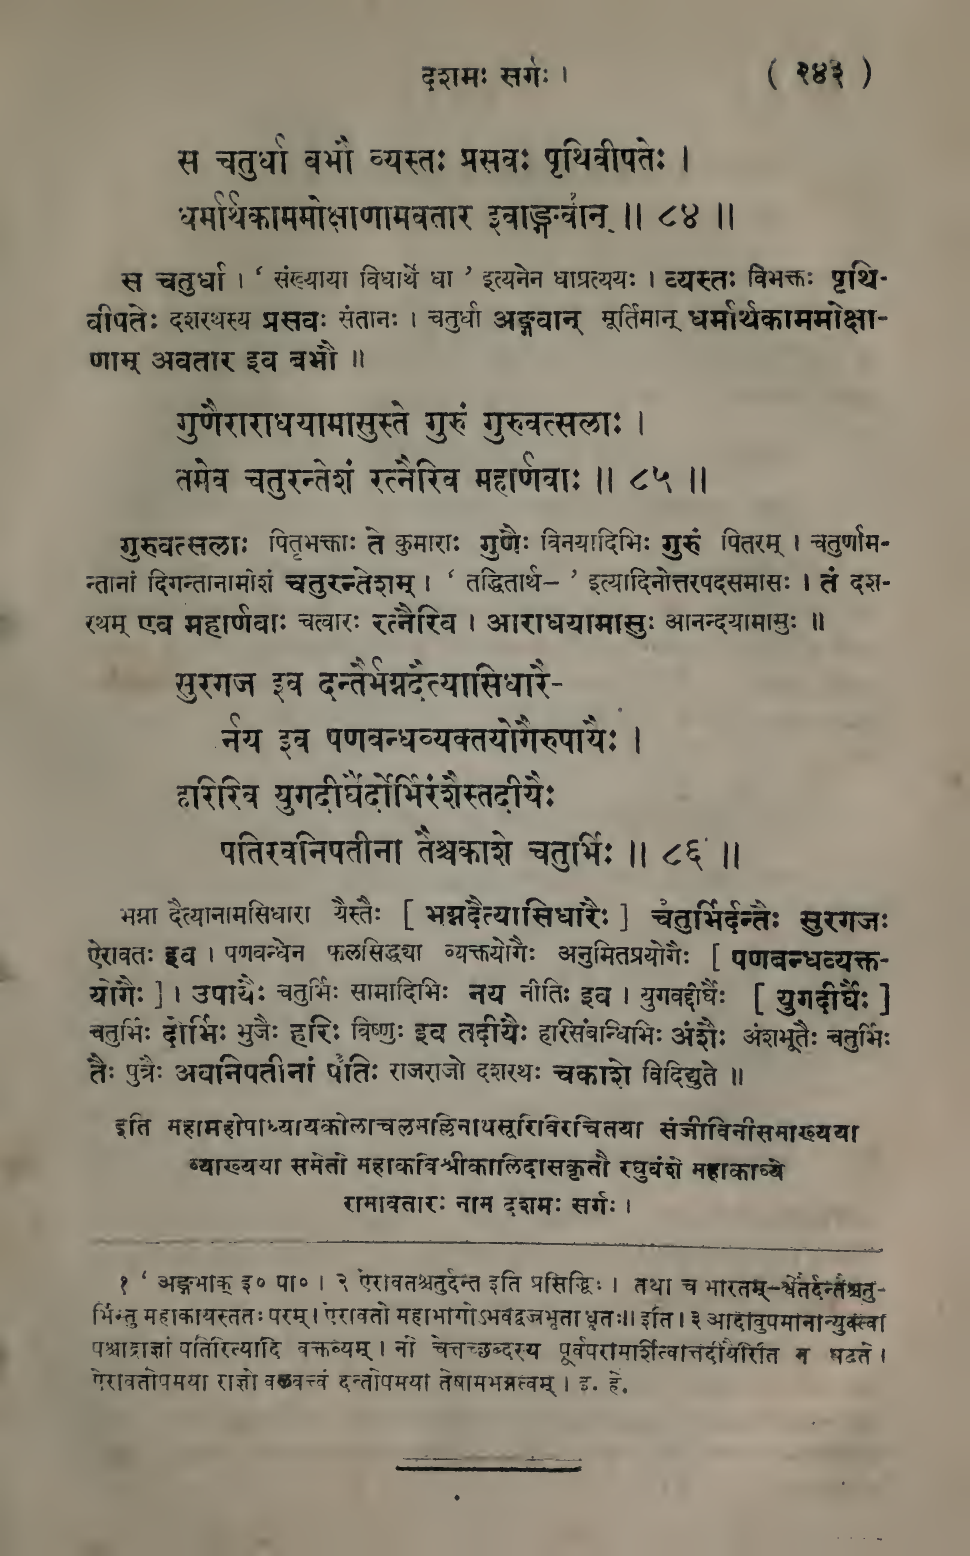 दशमः सर्गः । ( २४३ )
स चतुर्धा बभौ व्यस्तः प्रसवः पृथिवीपतेः ।
धर्मार्थकाममोक्षाणामवतार इवाङ्गवान् ॥ ८४ ॥
स चतुर्धा । ‘ संख्याया विधार्थे धा ’ इत्यनेन धाप्रत्ययः । व्यस्तः विभक्तः पृथि-
वीपतेः दशरथस्य प्रसवः संतानः । चतुर्धा अङ्गवान् मूर्तिमान् धर्मार्थकाममोक्षा-
णाम् अवतार इव बभौ ॥
गुणैराराधयामासुस्ते गुरुं गुरुवत्सलाः ।
तमेव चतुरन्तेशं रत्नैरिव महार्णवाः ॥ ८५ ॥
गुरुवत्सलाः पितृभक्ताः ते कुमाराः गुणैः विनयादिभिः गुरुं पितरम् । चतुर्णाम-
न्तानां दिगन्तानामीशं चतुरन्तेशम् । ‘ तद्धितार्थ– ’ इत्यादिनोत्तरपदसमासः । तं दश-
रथम् एव महार्णवाः चत्वारः रत्नैरिव । आराधयामासुः आनन्दयामासुः ॥
सुरगज इव दन्तैर्भग्नदैत्यासिधारै-
र्नय इव पणबन्धव्यक्तयोगैरुपायैः ।
हरिरिव युगदीर्घैर्दोर्भिरंशैस्तदीयैः
पतिरवनिपतीनां तैश्चकाशे चतुर्भिः ॥ ८६ ॥
भग्ना दैत्यानामसिधारा यैस्तैः [ भग्नदैत्यासिधारैः ] चतुर्भिर्दन्तैः सुरगजः
ऐरावतः इव । पणबन्धेन फलसिद्ध्या व्यक्तयोगैः अनुमितप्रयोगैः [ पणबन्धव्यक्त-
योगैः ] । उपायैः चतुर्भिः सामादिभिः नय नीतिः इव । युगवद्दीर्घैः [ युगदीर्घैः ]
चतुर्भिः दोर्भिः भुजैः हरिः विष्णुः इव तदीयैः हरिसंबन्धिभिः अंशैः अंशभूतैः चतुर्भिः
तैः पुत्रैः अवनिपतीनां पतिः राजराजो दशरथः चकाशे विदिद्युते ॥
इति महामहोपाध्यायकोलाचलमल्लिनाथसूरिविरचितया संजीविनीसमाख्यया
व्याख्यया समेतो महाकविश्रीकालिदासकृतौ रघुवंशे महाकाव्ये
रामावतारः नाम दशमः सर्गः ।
१ ‘ अङ्गभाक् इ० पा० । २ ऐरावतश्चतुर्दन्त इति प्रसिद्धिः । तथा च भारतम्–श्वेतैर्दन्तैश्चतु-
र्भिस्तु महाकायस्ततः परम् । ऐरावतो महाभागोऽभवद्वज्रभृता धृतः॥ इति । ३ आदावुपमानान्युक्त्वा
पश्चाद्राज्ञां पतिरित्यादि वक्तव्यम् । नो चेत्तच्छब्दस्य पूर्वपरामर्शित्वात्तदीयैरिति न घटते ।
ऐरावतोपमया राज्ञो बलवत्त्वं दन्तोपमया तेषामभग्नत्वम् । इ. हे.